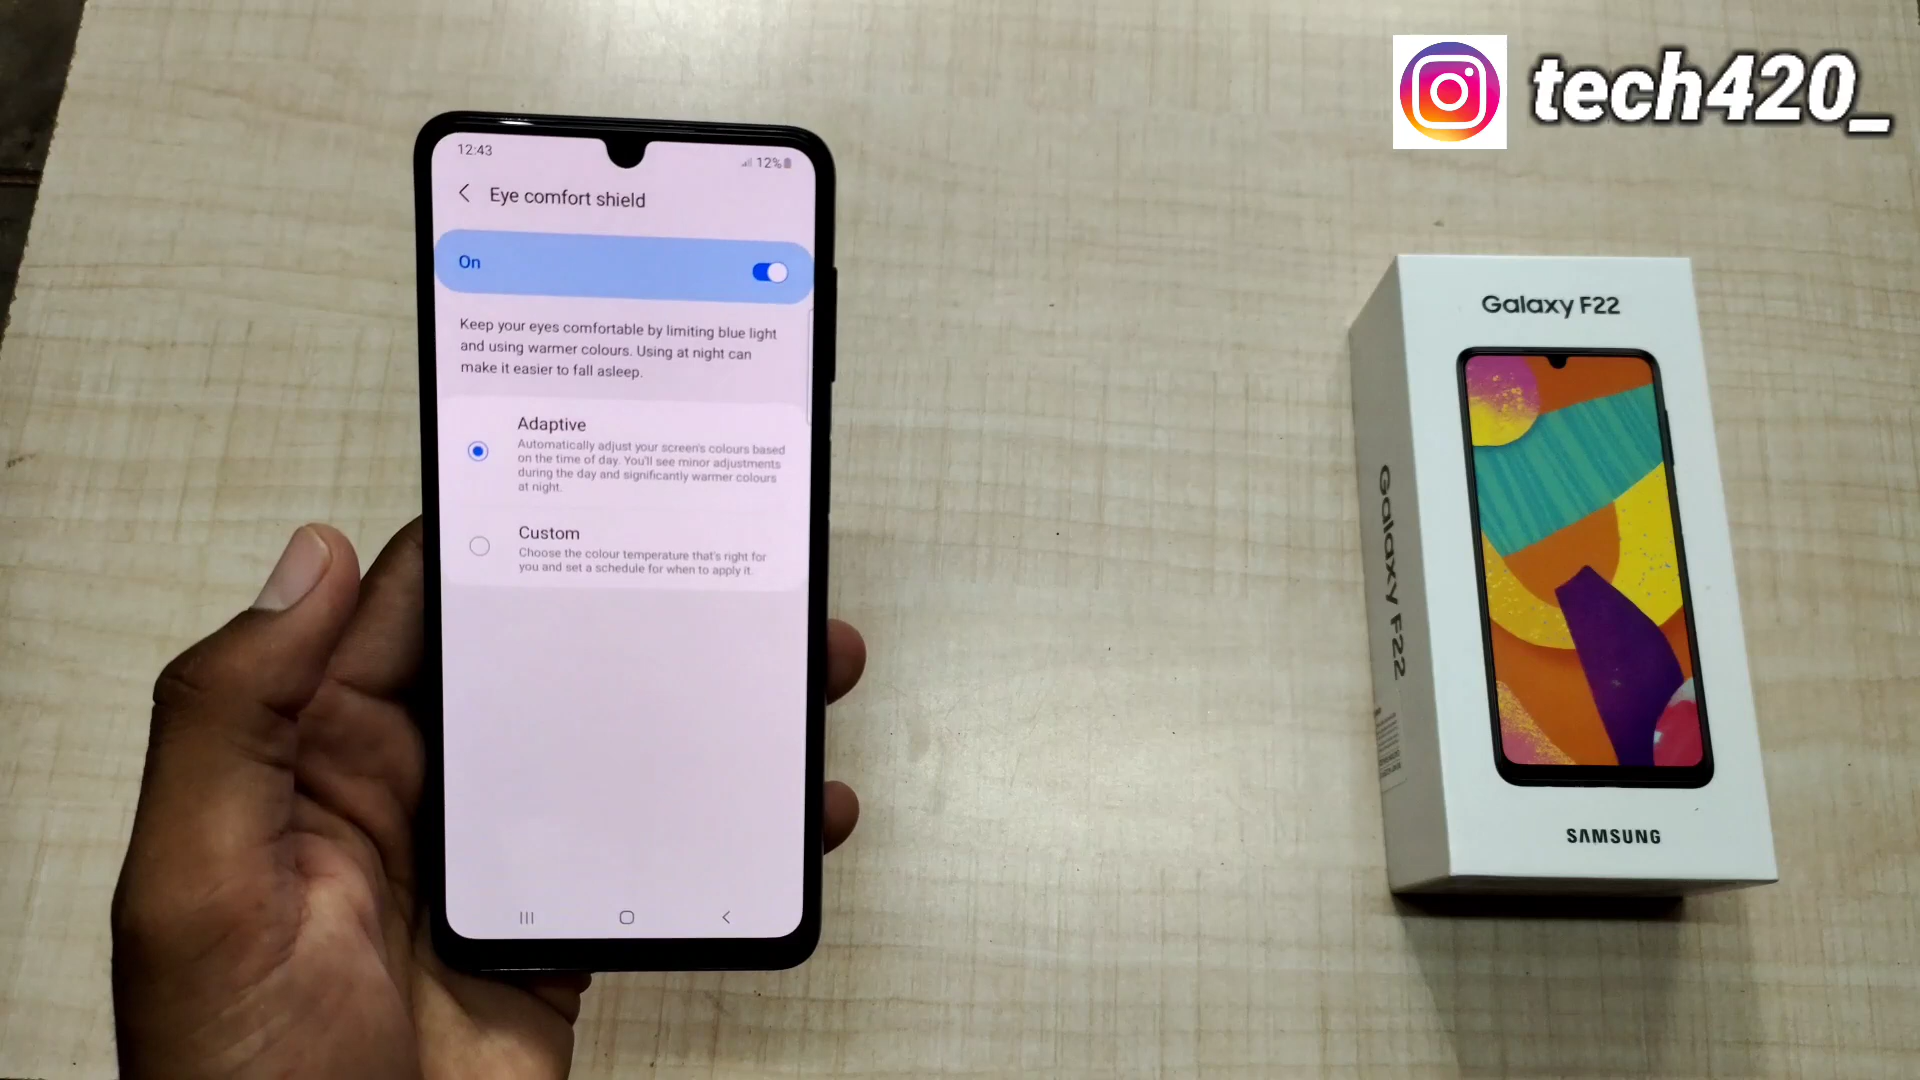 tech420_
12:43
12%
Eye comfort shield
On
Keep your eyes comfortable by limiting blue light
and using warmer colours. Using at night can
make it easier to fall asleep.
Adaptive
Automatically adjust your screen's colours based
on the time of day. You'll see minor adjustments
during the day and significantly warmer colours
at night.
Custom
Choose the colour temperature that's right for
you and set a schedule for when to apply it.
Galaxy F22
Galaxy F22
SAMSUNG